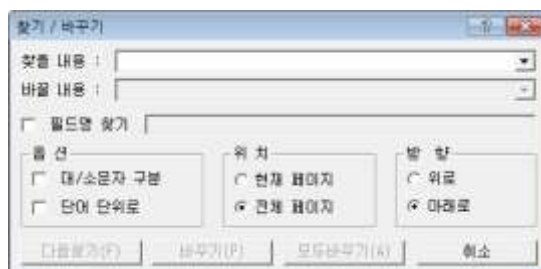 찾기 / 바꾸기
찾을 내용 :
바꿀 내용 :
필드명 찾기
옵 션
대/소문자 구분
단어 단위로
위 치
현재 페이지
전체 페이지
방 향
위로
아래로
다음찾기(F) 바꾸기(P) 모두바꾸기(A) 취소